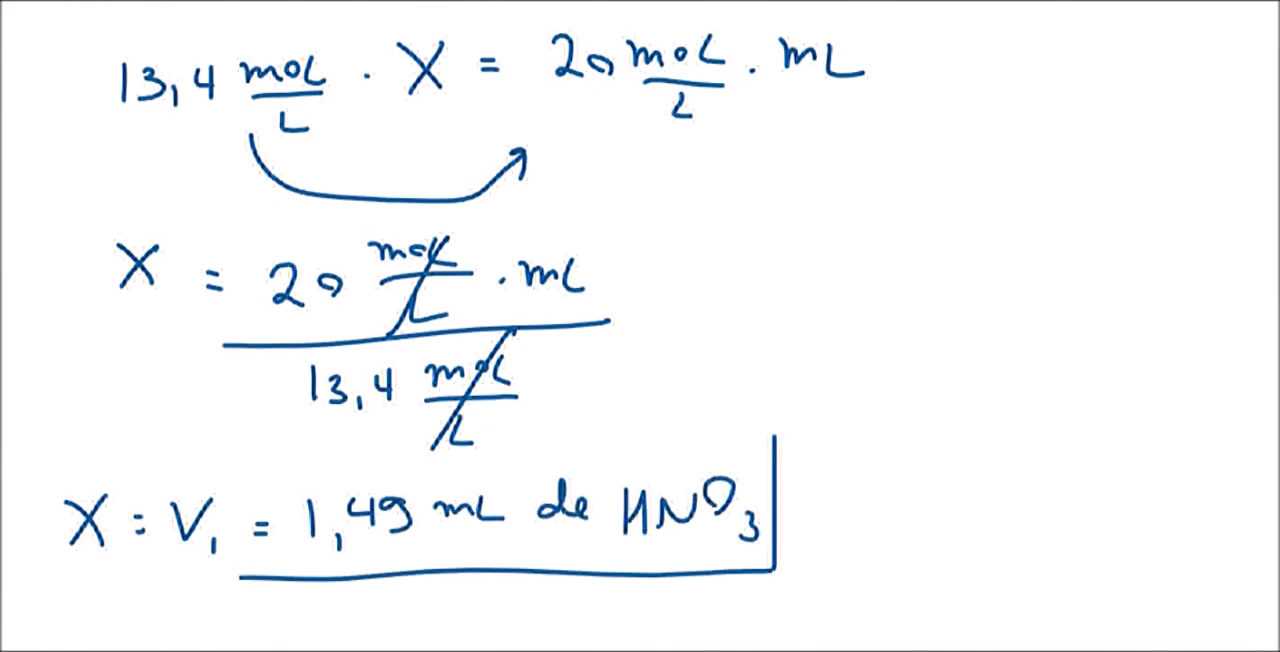 13,4 mol/L . X = 20 mol/L . mL
X = 20 mol/L . mL
13,4 mol/L
X = V1 = 1,49 mL de HNO3